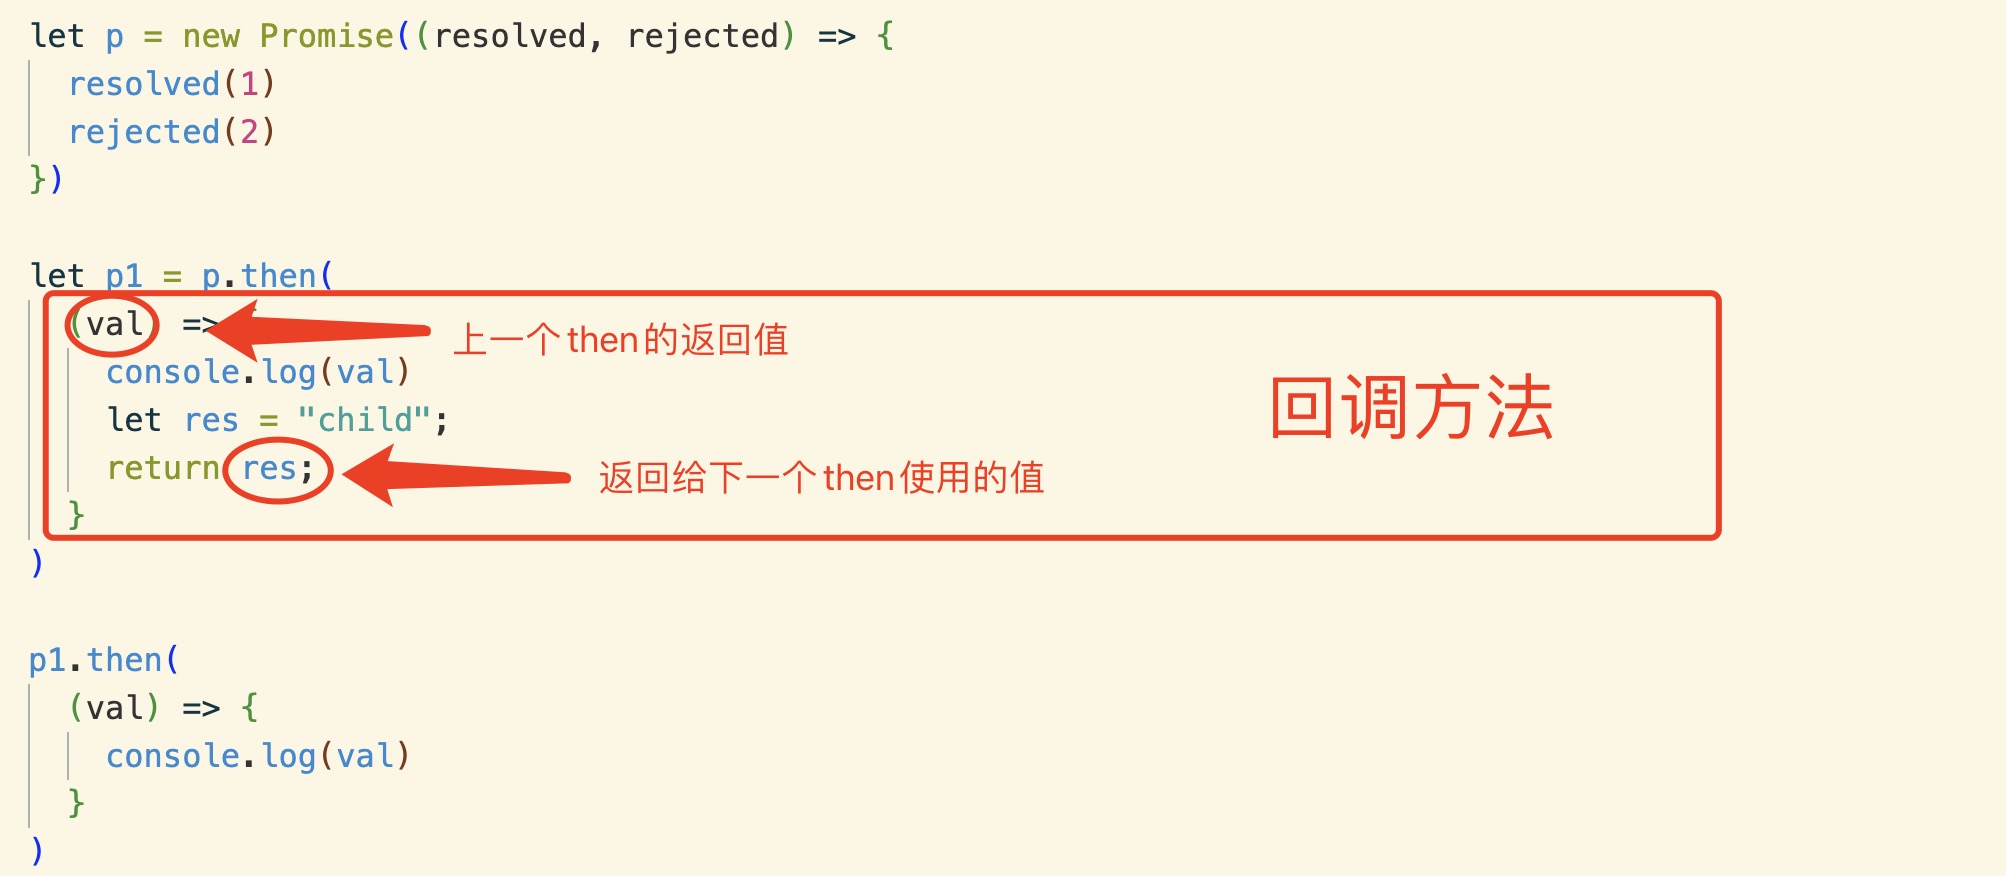 let p = new Promise((resolved, rejected) => {
  resolved(1)
  rejected(2)
})
let p1 = p.then(
  (val) =>
上一个then的返回值
    console.log(val)
    let res = "child";
回调方法
    return res;
返回给下一个then使用的值
  }
)
p1.then(
  (val) => {
    console.log(val)
  }
)